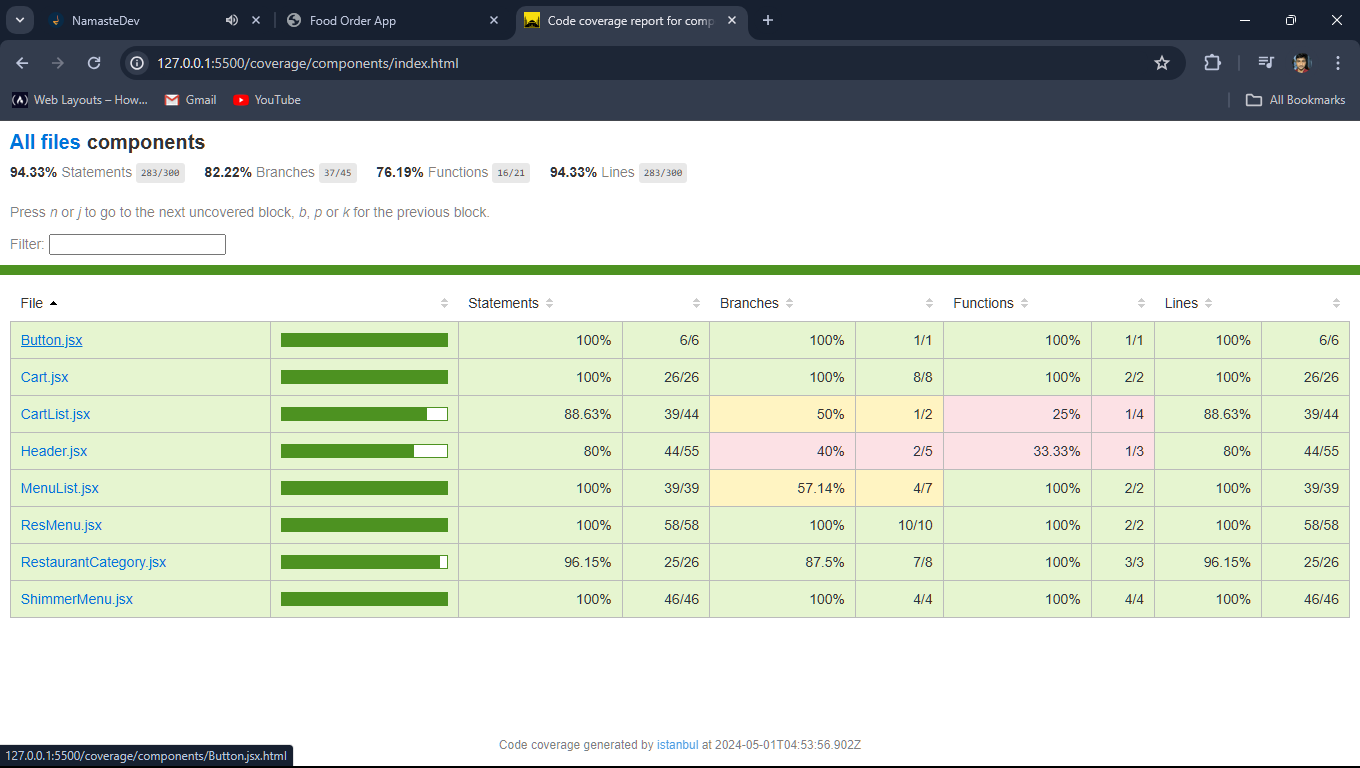 NamasteDev
Food Order App
Code coverage report for comp
127.0.0.1:5500/coverage/components/index.html
Web Layouts – How...
Gmail
YouTube
All Bookmarks
All files components
94.33% Statements 283/300 82.22% Branches 37/45 76.19% Functions 16/21 94.33% Lines 283/300
Press n or j to go to the next uncovered block, b, p or k for the previous block.
Filter:
File Statements Branches Functions Lines
Button.jsx 100% 6/6 100% 1/1 100% 1/1 100% 6/6
Cart.jsx 100% 26/26 100% 8/8 100% 2/2 100% 26/26
CartList.jsx 88.63% 39/44 50% 1/2 25% 1/4 88.63% 39/44
Header.jsx 80% 44/55 40% 2/5 33.33% 1/3 80% 44/55
MenuList.jsx 100% 39/39 57.14% 4/7 100% 2/2 100% 39/39
ResMenu.jsx 100% 58/58 100% 10/10 100% 2/2 100% 58/58
RestaurantCategory.jsx 96.15% 25/26 87.5% 7/8 100% 3/3 96.15% 25/26
ShimmerMenu.jsx 100% 46/46 100% 4/4 100% 4/4 100% 46/46
Code coverage generated by istanbul at 2024-05-01T04:53:56.902Z
127.0.0.1:5500/coverage/components/Button.jsx.html